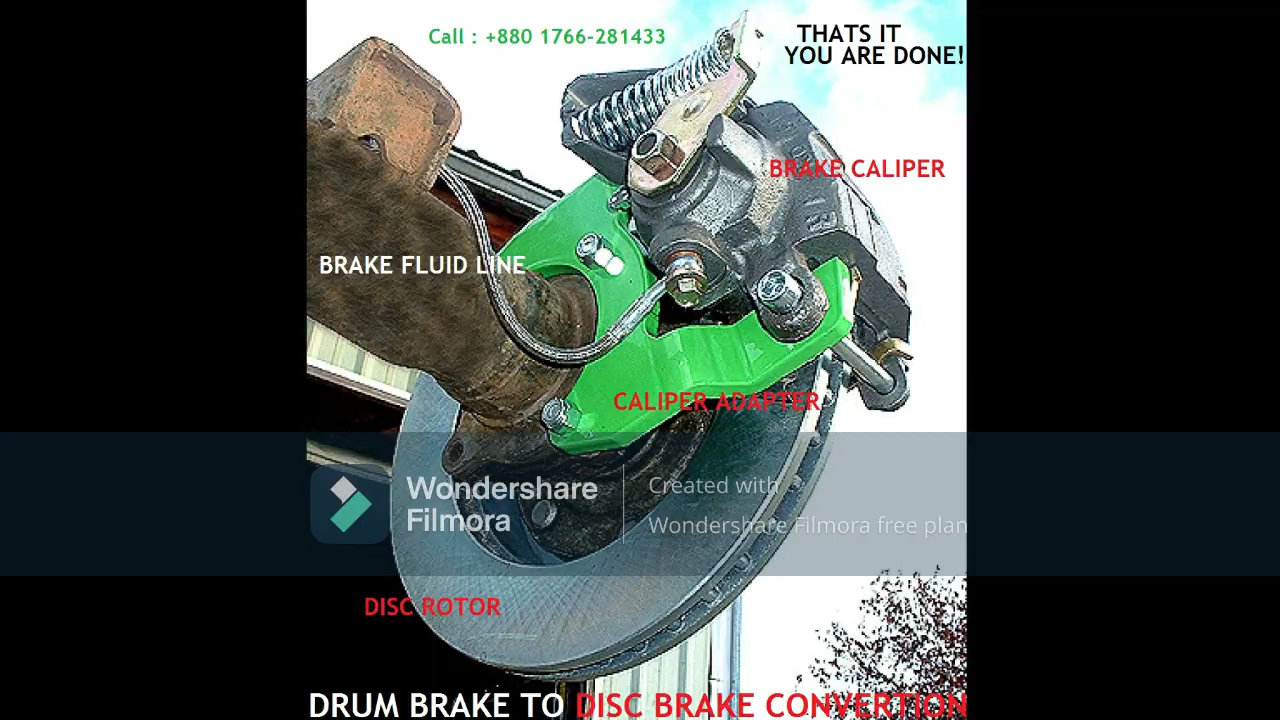 Call : +880 1766-281433
THATS IT
YOU ARE DONE!
BRAKE CALIPER
BRAKE FLUID LINE
CALIPER ADAPTER
Wondershare
Filmora
Created with
Wondershare Filmora free plan
DISC ROTOR
DRUM BRAKE TO DISC BRAKE CONVERTION